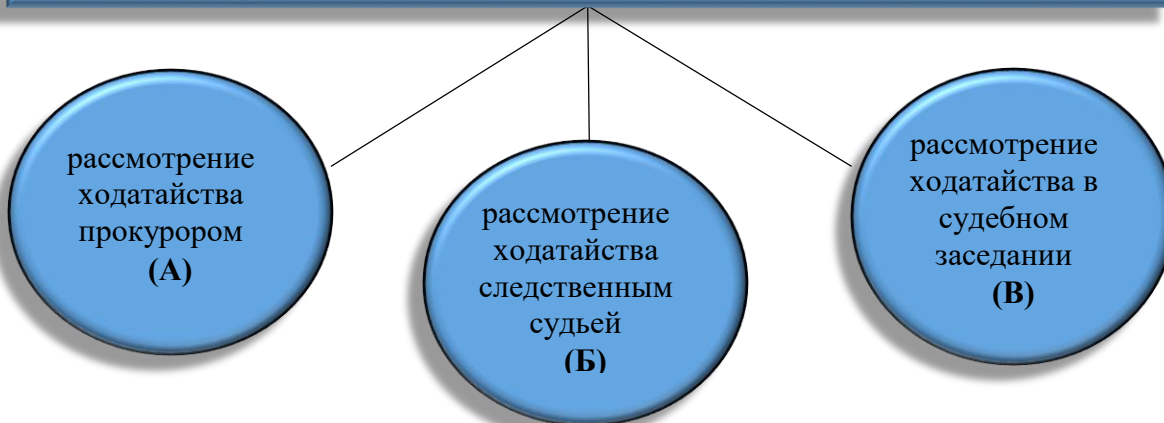 рассмотрение
ходатайства
прокурором
(А)
рассмотрение
ходатайства
следственным
судьей
(Б)
рассмотрение
ходатайства в
судебном
заседании
(В)